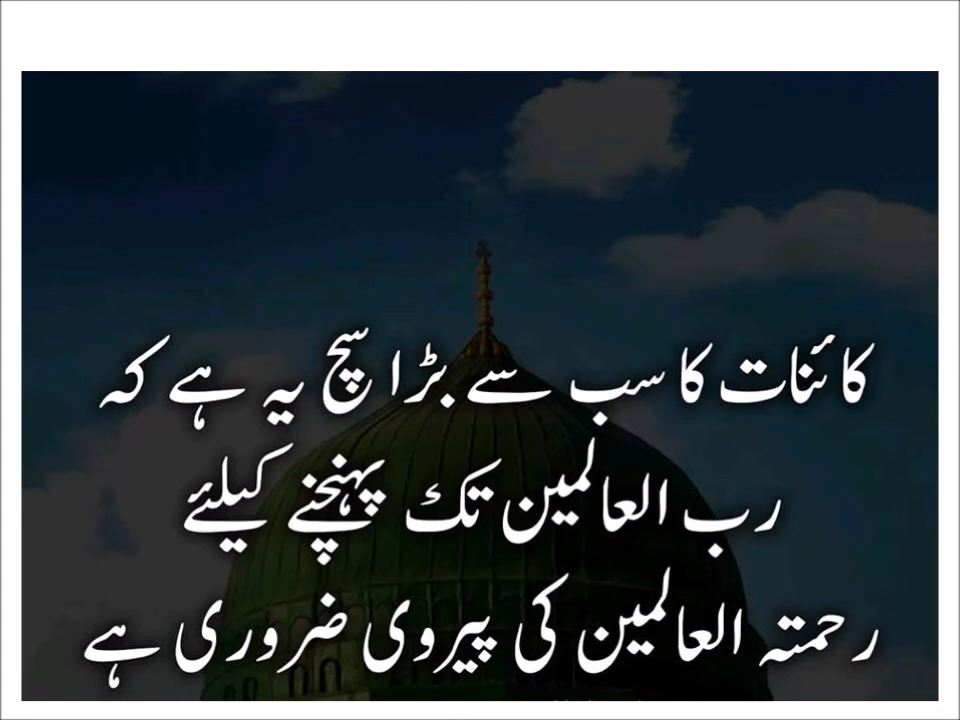 کائنات کا سب سے بڑا سچ یہ ہے کہ
رب العالمین تک پہنچنے کیلئے
رحمتہ العالمین کی پیروی ضروری ہے